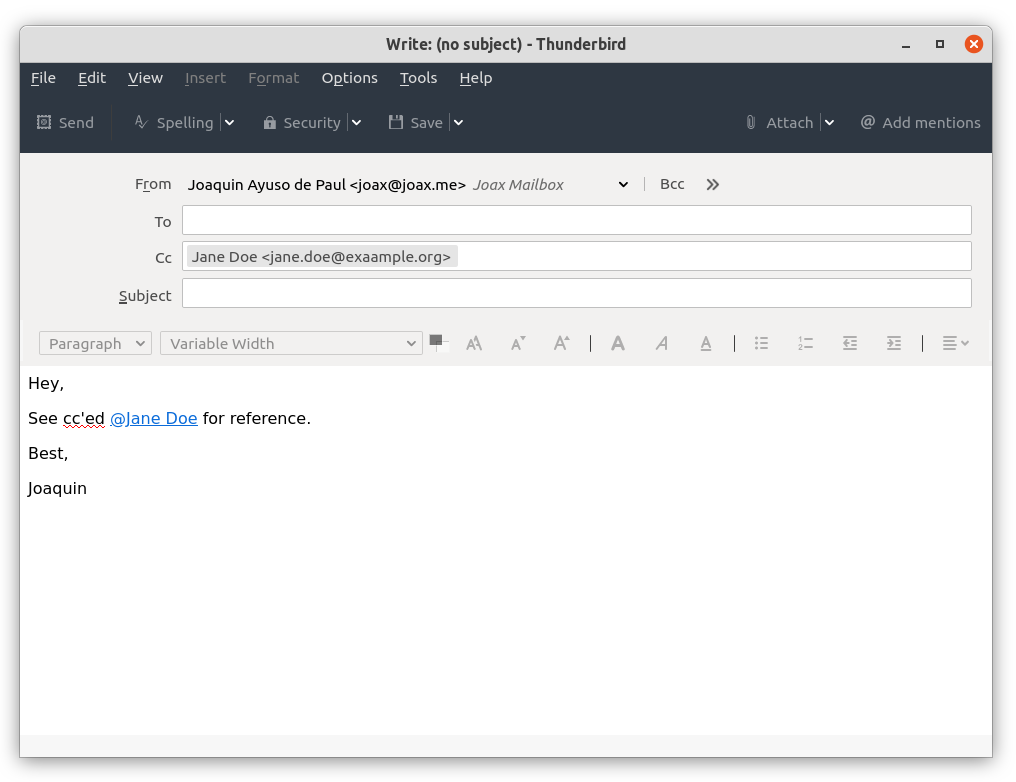 Write: (no subject) - Thunderbird
File Edit View Insert Format Options Tools Help
Send Spelling Security Save Attach @ Add mentions
From Joaquin Ayuso de Paul <joax@joax.me> Joax Mailbox Bcc
To
Cc Jane Doe <jane.doe@exaample.org>
Subject
Paragraph Variable Width
Hey,
See cc'ed @Jane Doe for reference.
Best,
Joaquin